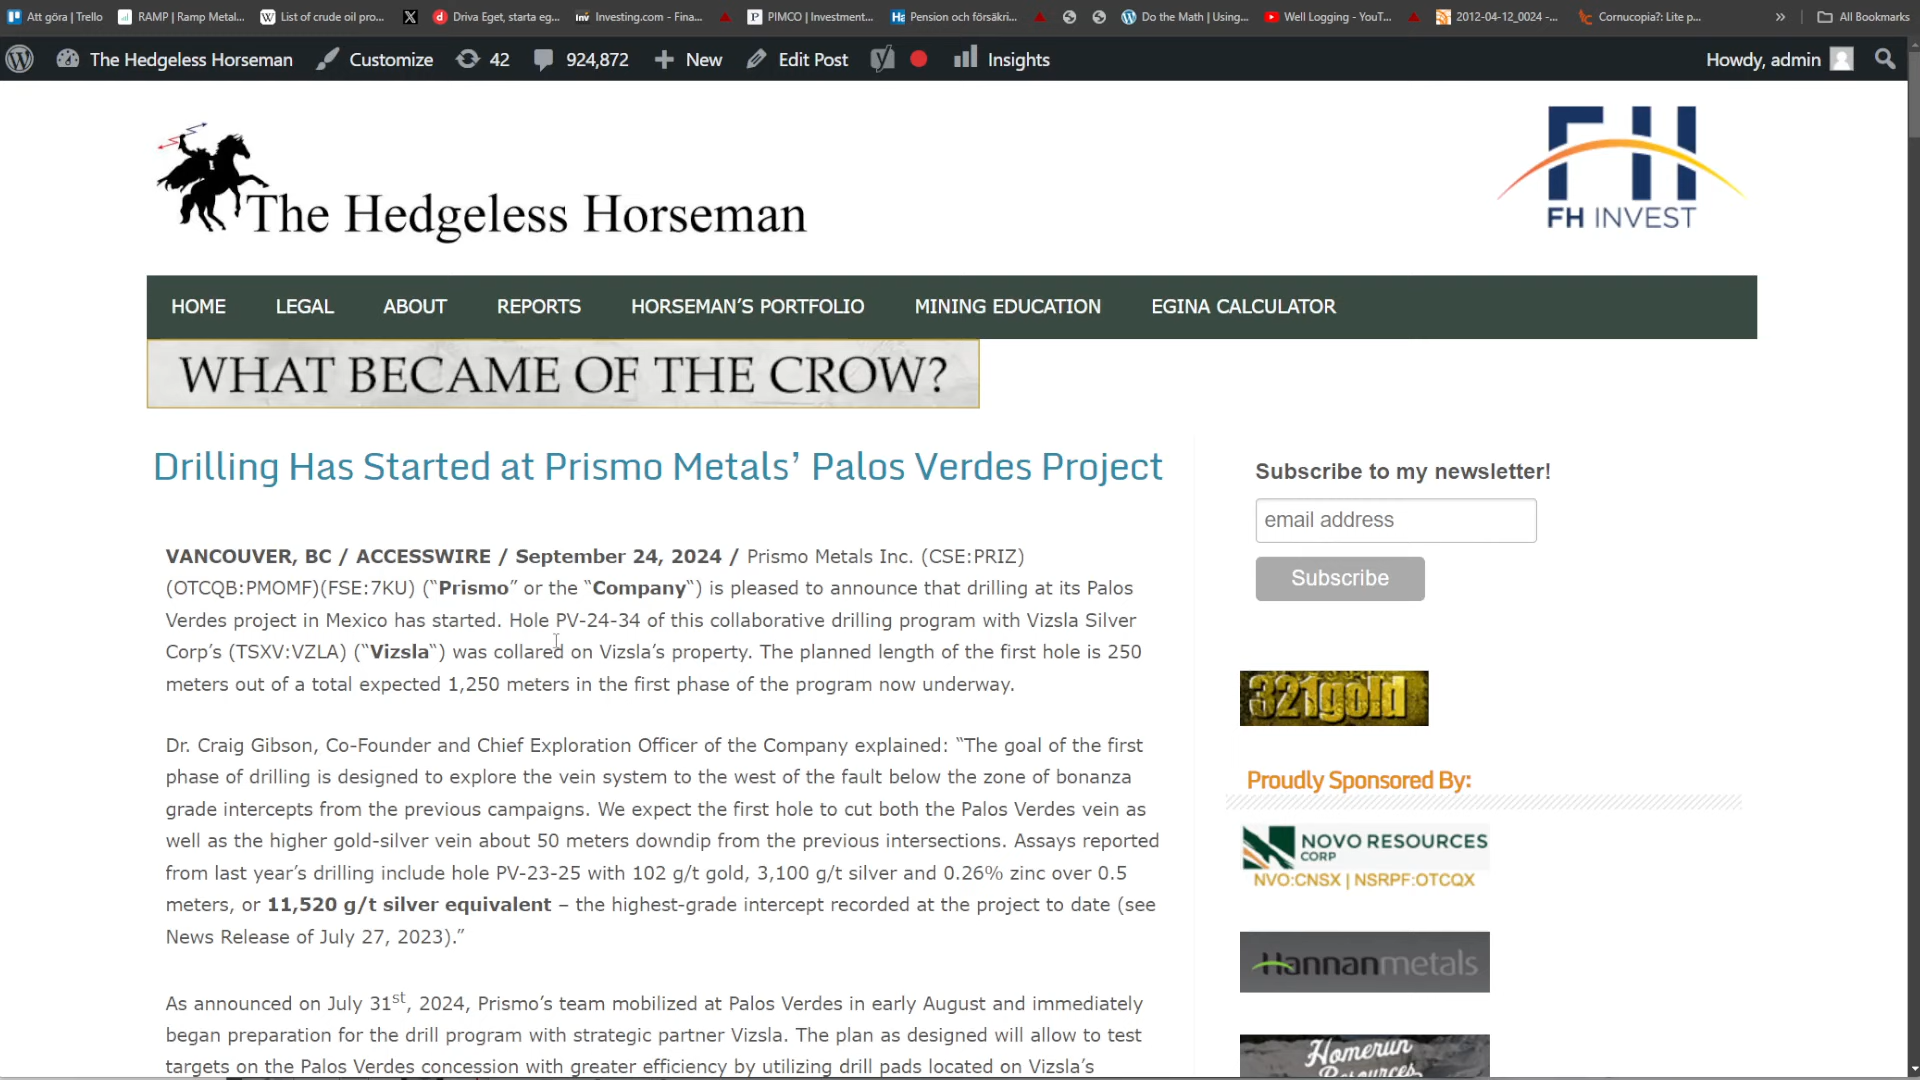 Att göra | Trello RAMP | Ramp Metal... List of crude oil pro... Driva Eget, starta eg... Investing.com - Fina... PIMCO | Investment... Pension och försäkri... Do the Math | Using... Well Logging - YouT... 2012-04-12_0024 -... Cornucopia?: Lite p... » All Bookmarks
The Hedgeless Horseman Customize 42 924,872 New Edit Post Insights Howdy, admin
The Hedgeless Horseman
FH
FH INVEST
HOME LEGAL ABOUT REPORTS HORSEMAN'S PORTFOLIO MINING EDUCATION EGINA CALCULATOR
WHAT BECAME OF THE CROW?
Drilling Has Started at Prismo Metals’ Palos Verdes Project
VANCOUVER, BC / ACCESSWIRE / September 24, 2024 / Prismo Metals Inc. (CSE:PRIZ)
(OTCQB:PMOMF)(FSE:7KU) (“Prismo” or the “Company“) is pleased to announce that drilling at its Palos
Verdes project in Mexico has started. Hole PV-24-34 of this collaborative drilling program with Vizsla Silver
Corp’s (TSXV:VZLA) (“Vizsla“) was collared on Vizsla’s property. The planned length of the first hole is 250
meters out of a total expected 1,250 meters in the first phase of the program now underway.
Dr. Craig Gibson, Co-Founder and Chief Exploration Officer of the Company explained: “The goal of the first
phase of drilling is designed to explore the vein system to the west of the fault below the zone of bonanza
grade intercepts from the previous campaigns. We expect the first hole to cut both the Palos Verdes vein as
well as the higher gold-silver vein about 50 meters downdip from the previous intersections. Assays reported
from last year’s drilling include hole PV-23-25 with 102 g/t gold, 3,100 g/t silver and 0.26% zinc over 0.5
meters, or 11,520 g/t silver equivalent – the highest-grade intercept recorded at the project to date (see
News Release of July 27, 2023).”
As announced on July 31st, 2024, Prismo’s team mobilized at Palos Verdes in early August and immediately
began preparation for the drill program with strategic partner Vizsla. The plan as designed will allow to test
targets on the Palos Verdes concession with greater efficiency by utilizing drill pads located on Vizsla’s
Subscribe to my newsletter!
email address
Subscribe
321gold
Proudly Sponsored By:
NOVO RESOURCES
CORP
NVO:CNSX | NSRPF:OTCQX
Hannanmetals
Homerun
Resources